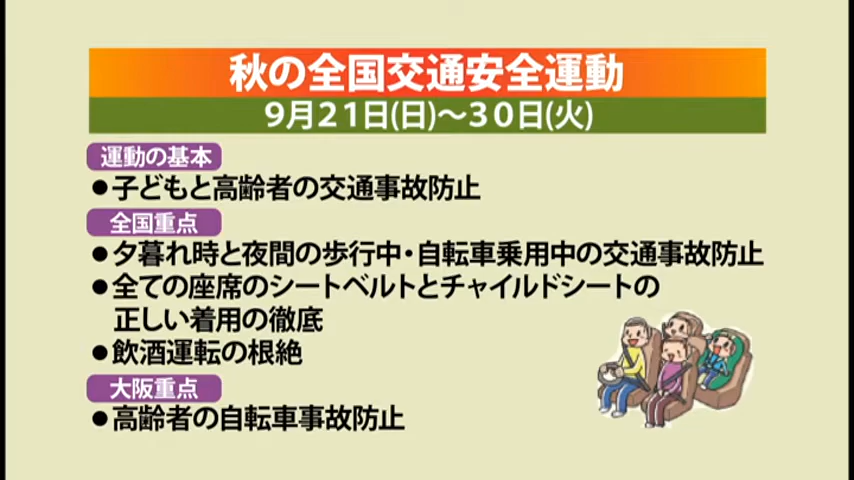 秋の全国交通安全運動
9月21日(日)～30日(火)
運動の基本
●子どもと高齢者の交通事故防止
全国重点
●夕暮れ時と夜間の歩行中・自転車乗用中の交通事故防止
●全ての座席のシートベルトとチャイルドシートの
正しい着用の徹底
●飲酒運転の根絶
大阪重点
●高齢者の自転車事故防止